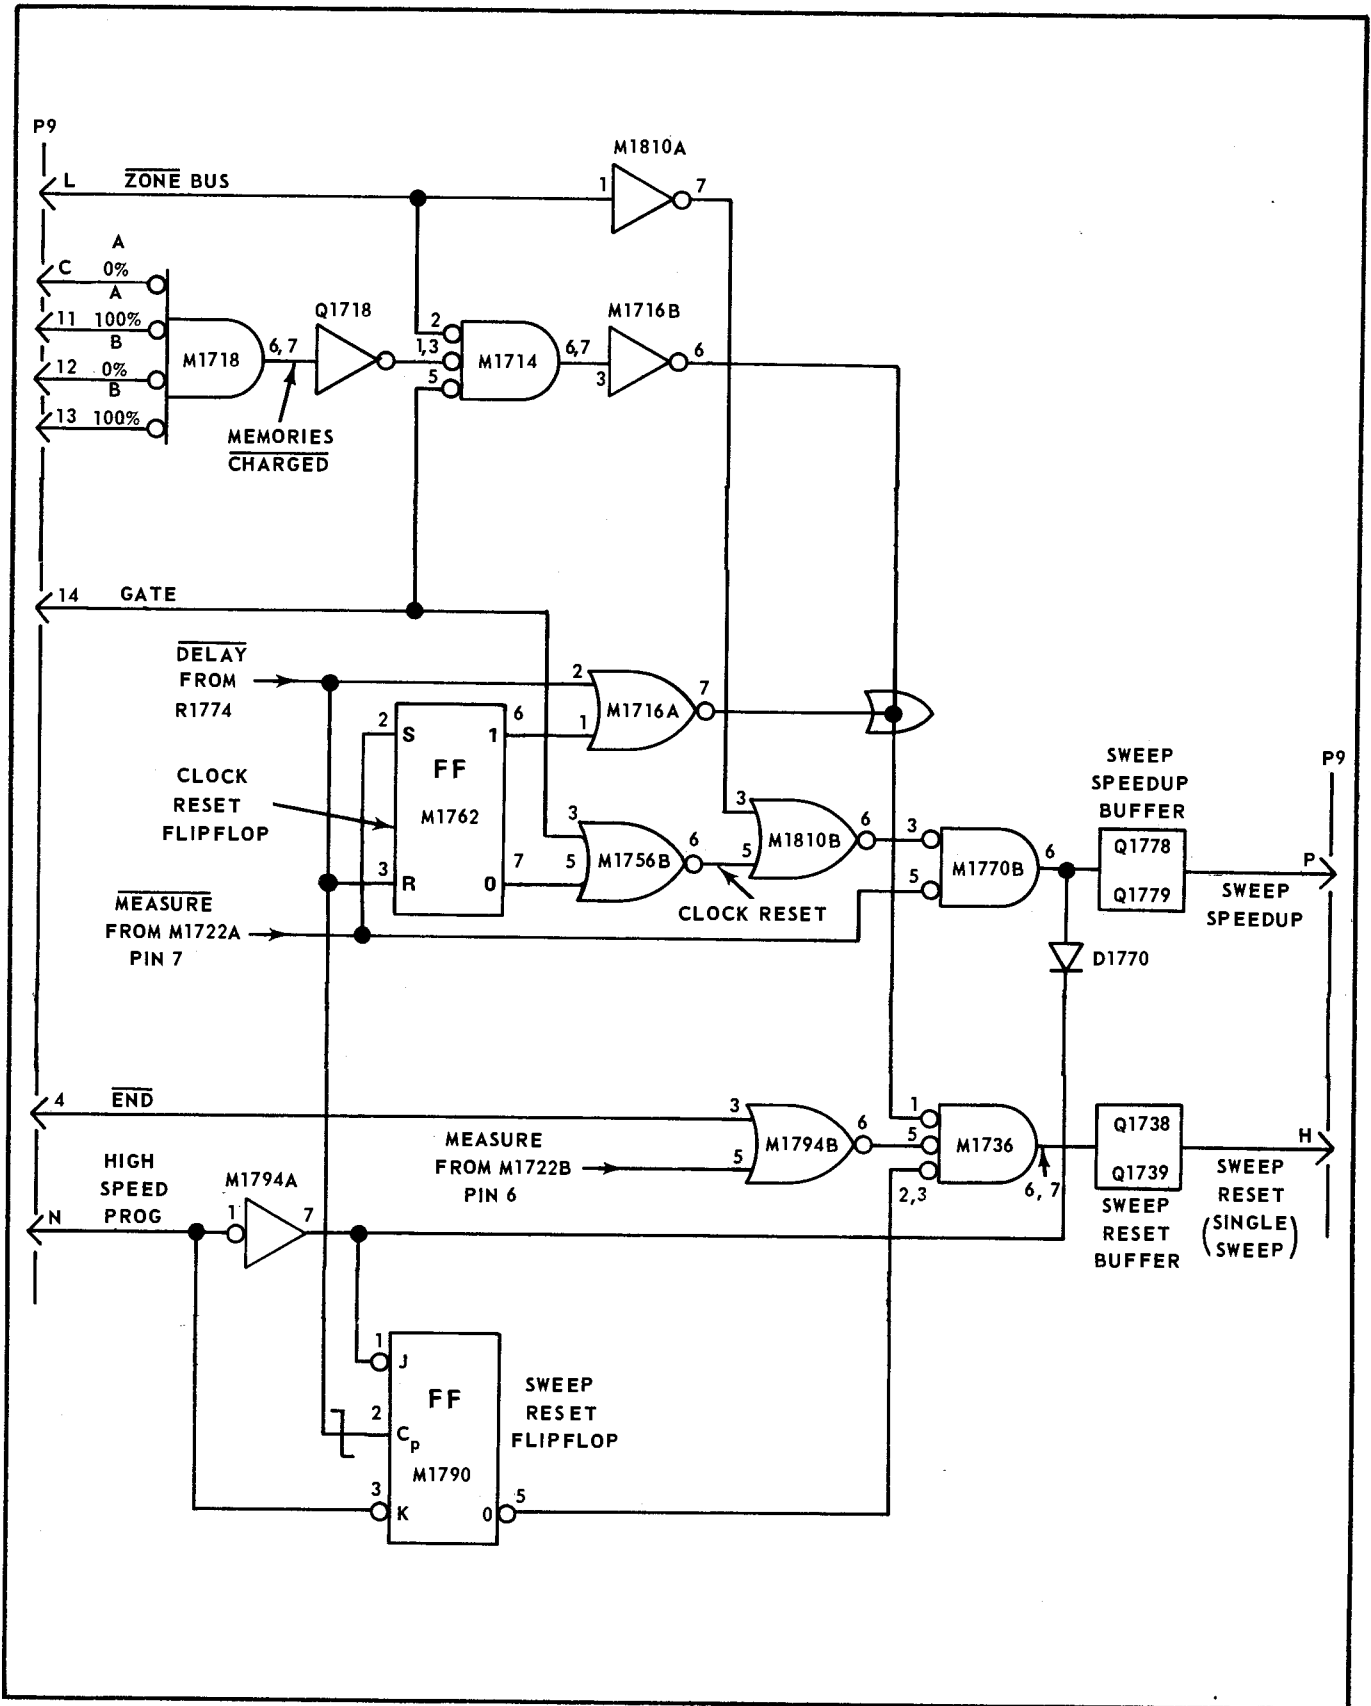 P9
M1810A
L Z̅O̅N̅E̅ BUS 1 7
A
C 0%
A
Q1718 M1716B
11 100%
B
M1718 6, 7 2 1,3 M1714 6,7 6
12 0% 5 3
B
13 100%
MEMORIES
C̅H̅A̅R̅G̅E̅D̅
14 GATE
D̅E̅L̅A̅Y̅
FROM
R1774
2 M1716A 7
2 S 6 1 1
FF
CLOCK
RESET
FLIPFLOP
M1762
3 R 7 0
3 M1756B 6
5
CLOCK RESET
3 M1810B 6
5
3 M1770B 6
5
SWEEP
SPEEDUP
BUFFER
Q1778
Q1779
P9
P
SWEEP
SPEEDUP
M̅E̅A̅S̅U̅R̅E̅
FROM M1722A
PIN 7
D1770
4 E̅N̅D̅
3 M1794B 6
5
MEASURE
FROM M1722B
PIN 6
1
5 M1736
2,3 6, 7
Q1738
Q1739
SWEEP
RESET
BUFFER
H
SWEEP
RESET
(SINGLE
SWEEP)
HIGH
SPEED
PROG
N
M1794A
1 7
1 J
FF
2 Cp
M1790
3 K 0 5
SWEEP
RESET
FLIPFLOP